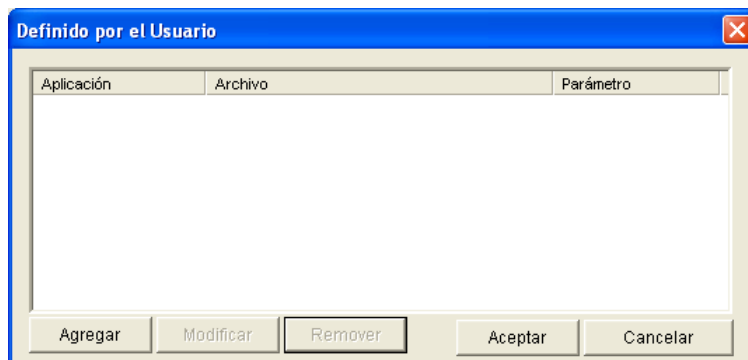 Definido por el Usuario
Aplicación Archivo Parámetro
Agregar Modificar Remover Aceptar Cancelar